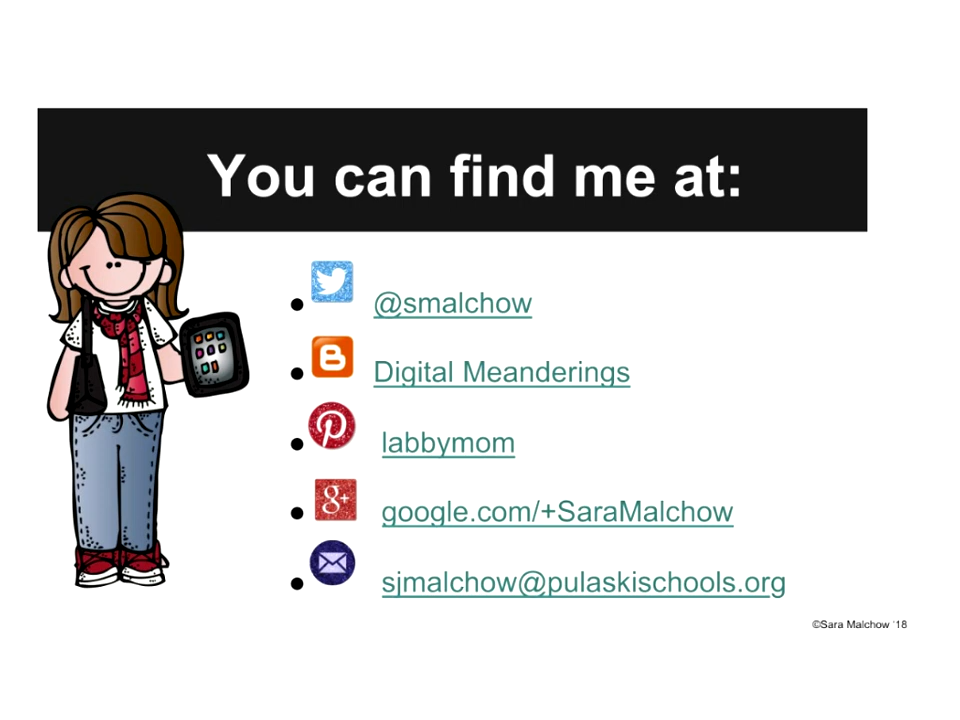 You can find me at:
@smalchow
Digital Meanderings
labbymom
google.com/+SaraMalchow
sjmalchow@pulaskischools.org
©Sara Malchow '18